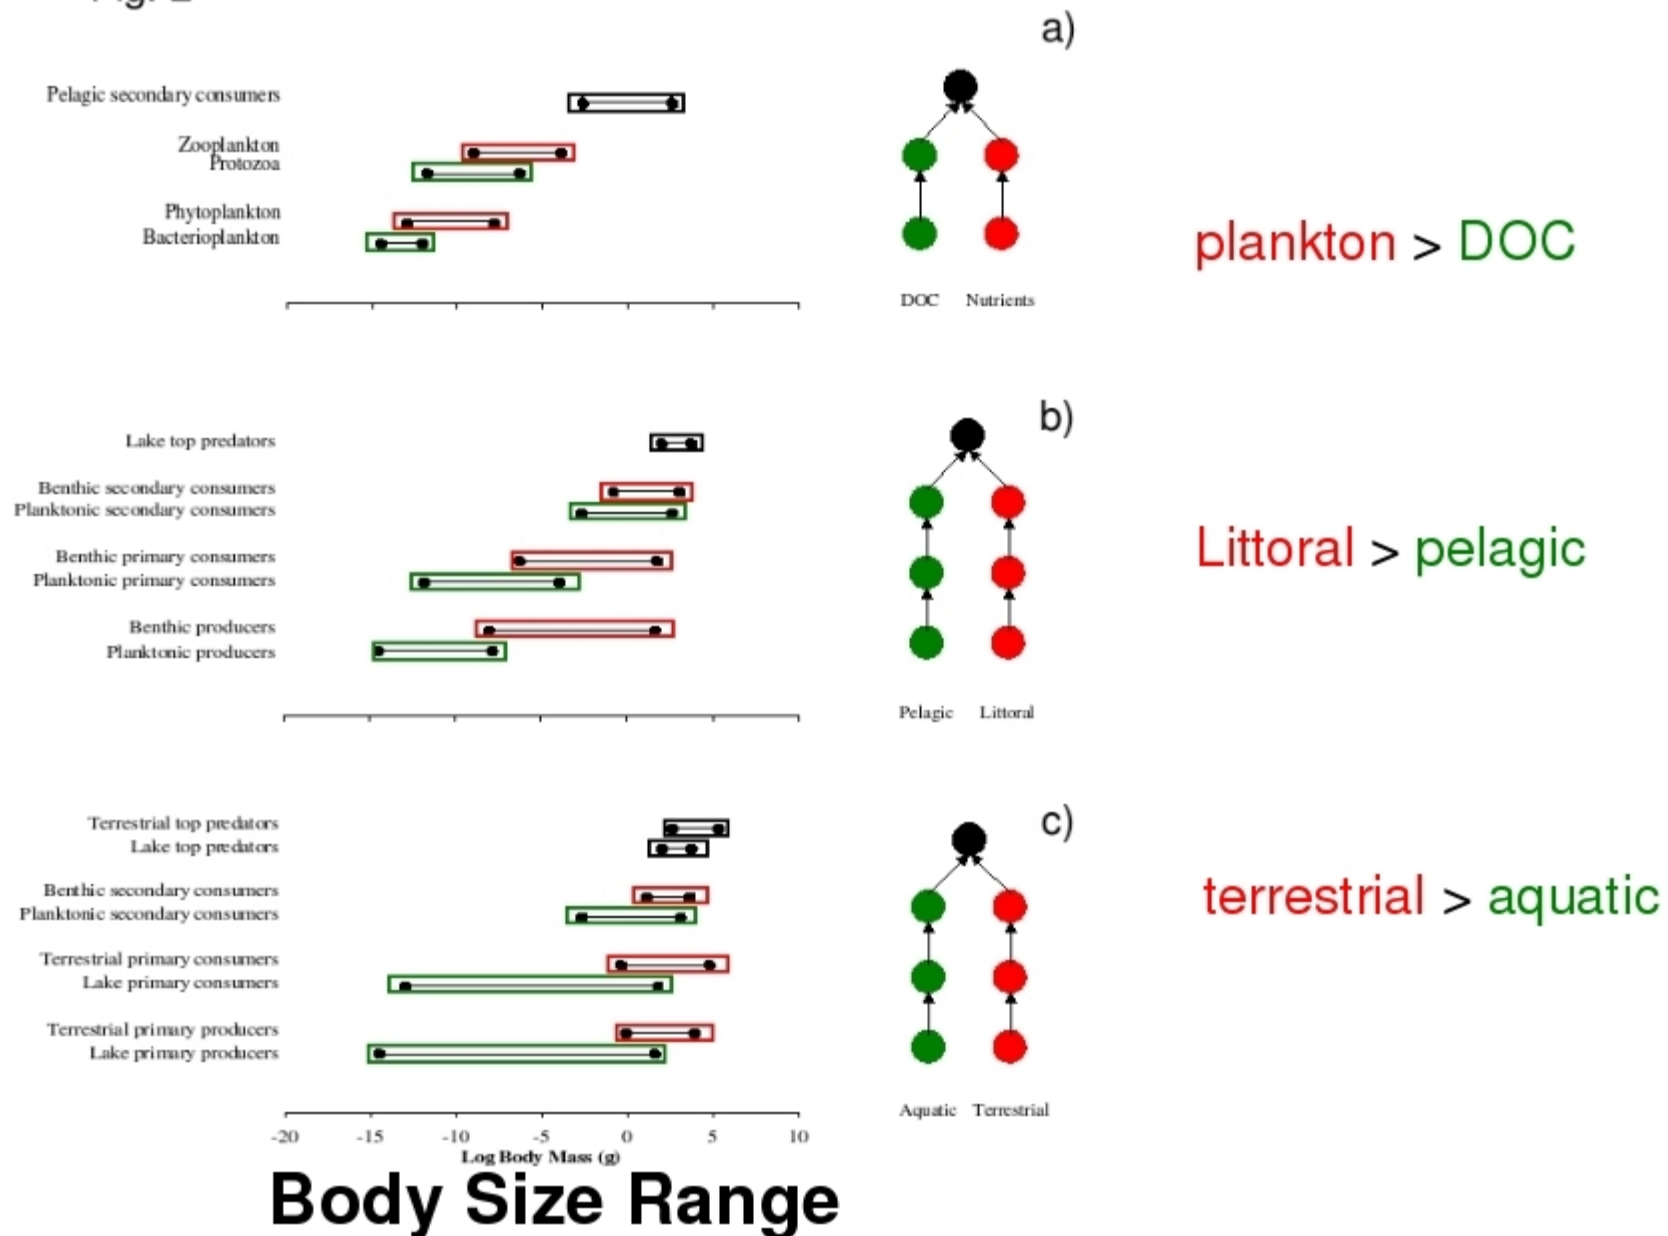 a)
Pelagic secondary consumers
Zooplankton
Protozoa
Phytoplankton
Bacterioplankton
DOC Nutrients
plankton > DOC
b)
Lake top predators
Benthic secondary consumers
Planktonic secondary consumers
Benthic primary consumers
Planktonic primary consumers
Benthic producers
Planktonic producers
Pelagic Littoral
Littoral > pelagic
c)
Terrestrial top predators
Lake top predators
Benthic secondary consumers
Planktonic secondary consumers
Terrestrial primary consumers
Lake primary consumers
Terrestrial primary producers
Lake primary producers
Aquatic Terrestrial
terrestrial > aquatic
-20 -15 -10 -5 0 5 10
Log Body Mass (g)
Body Size Range